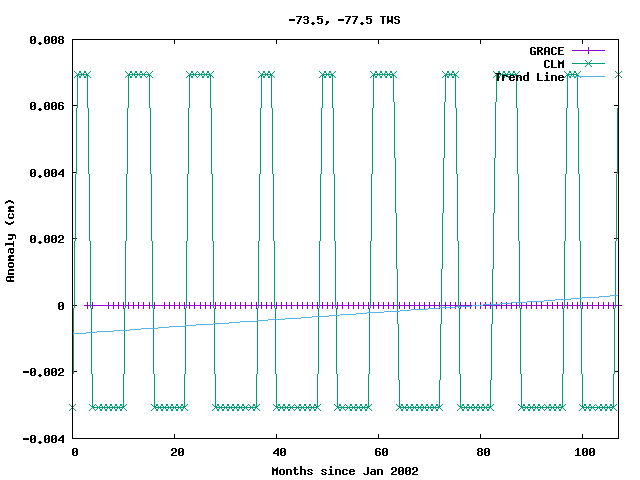 -73.5, -77.5 TWS
0.008
0.006
0.004
0.002
0
-0.002
-0.004
Anomaly (cm)
GRACE
CLM
Trend Line
0 20 40 60 80 100
Months since Jan 2002